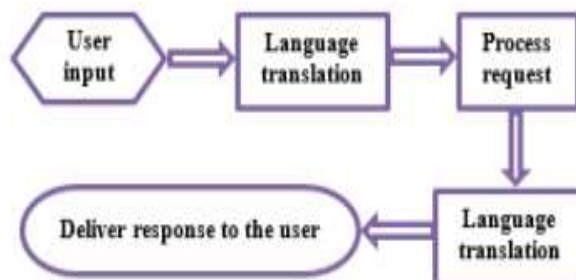 User
input
Language
translation
Process
request
Language
translation
Deliver response to the user